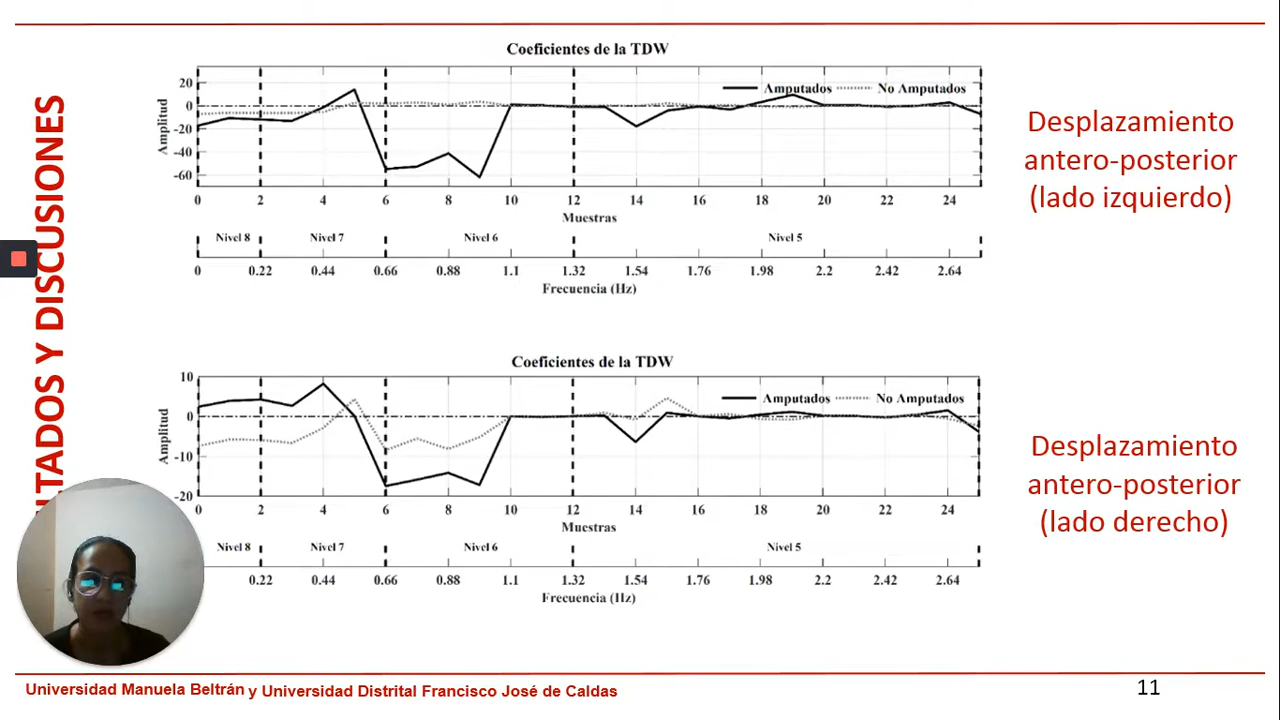 LTADOS Y DISCUSIONES
Coeficientes de la TDW
Amputados No Amputados
Amplitud
20
0
-20
-40
-60
0 2 4 6 8 10 12 14 16 18 20 22 24
Muestras
Nivel 8 Nivel 7 Nivel 6 Nivel 5
0 0.22 0.44 0.66 0.88 1.1 1.32 1.54 1.76 1.98 2.2 2.42 2.64
Frecuencia (Hz)
Desplazamiento
antero-posterior
(lado izquierdo)
Coeficientes de la TDW
Amputados No Amputados
Amplitud
10
0
-10
-20
2 4 6 8 10 12 14 16 18 20 22 24
Muestras
Nivel 8 Nivel 7 Nivel 6 Nivel 5
0.22 0.44 0.66 0.88 1.1 1.32 1.54 1.76 1.98 2.2 2.42 2.64
Frecuencia (Hz)
Desplazamiento
antero-posterior
(lado derecho)
Universidad Manuela Beltrán y Universidad Distrital Francisco José de Caldas
11